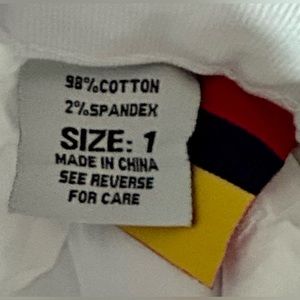 98%COTTON
2%SPANDEX
SIZE: 1
MADE IN CHINA
SEE REVERSE
FOR CARE